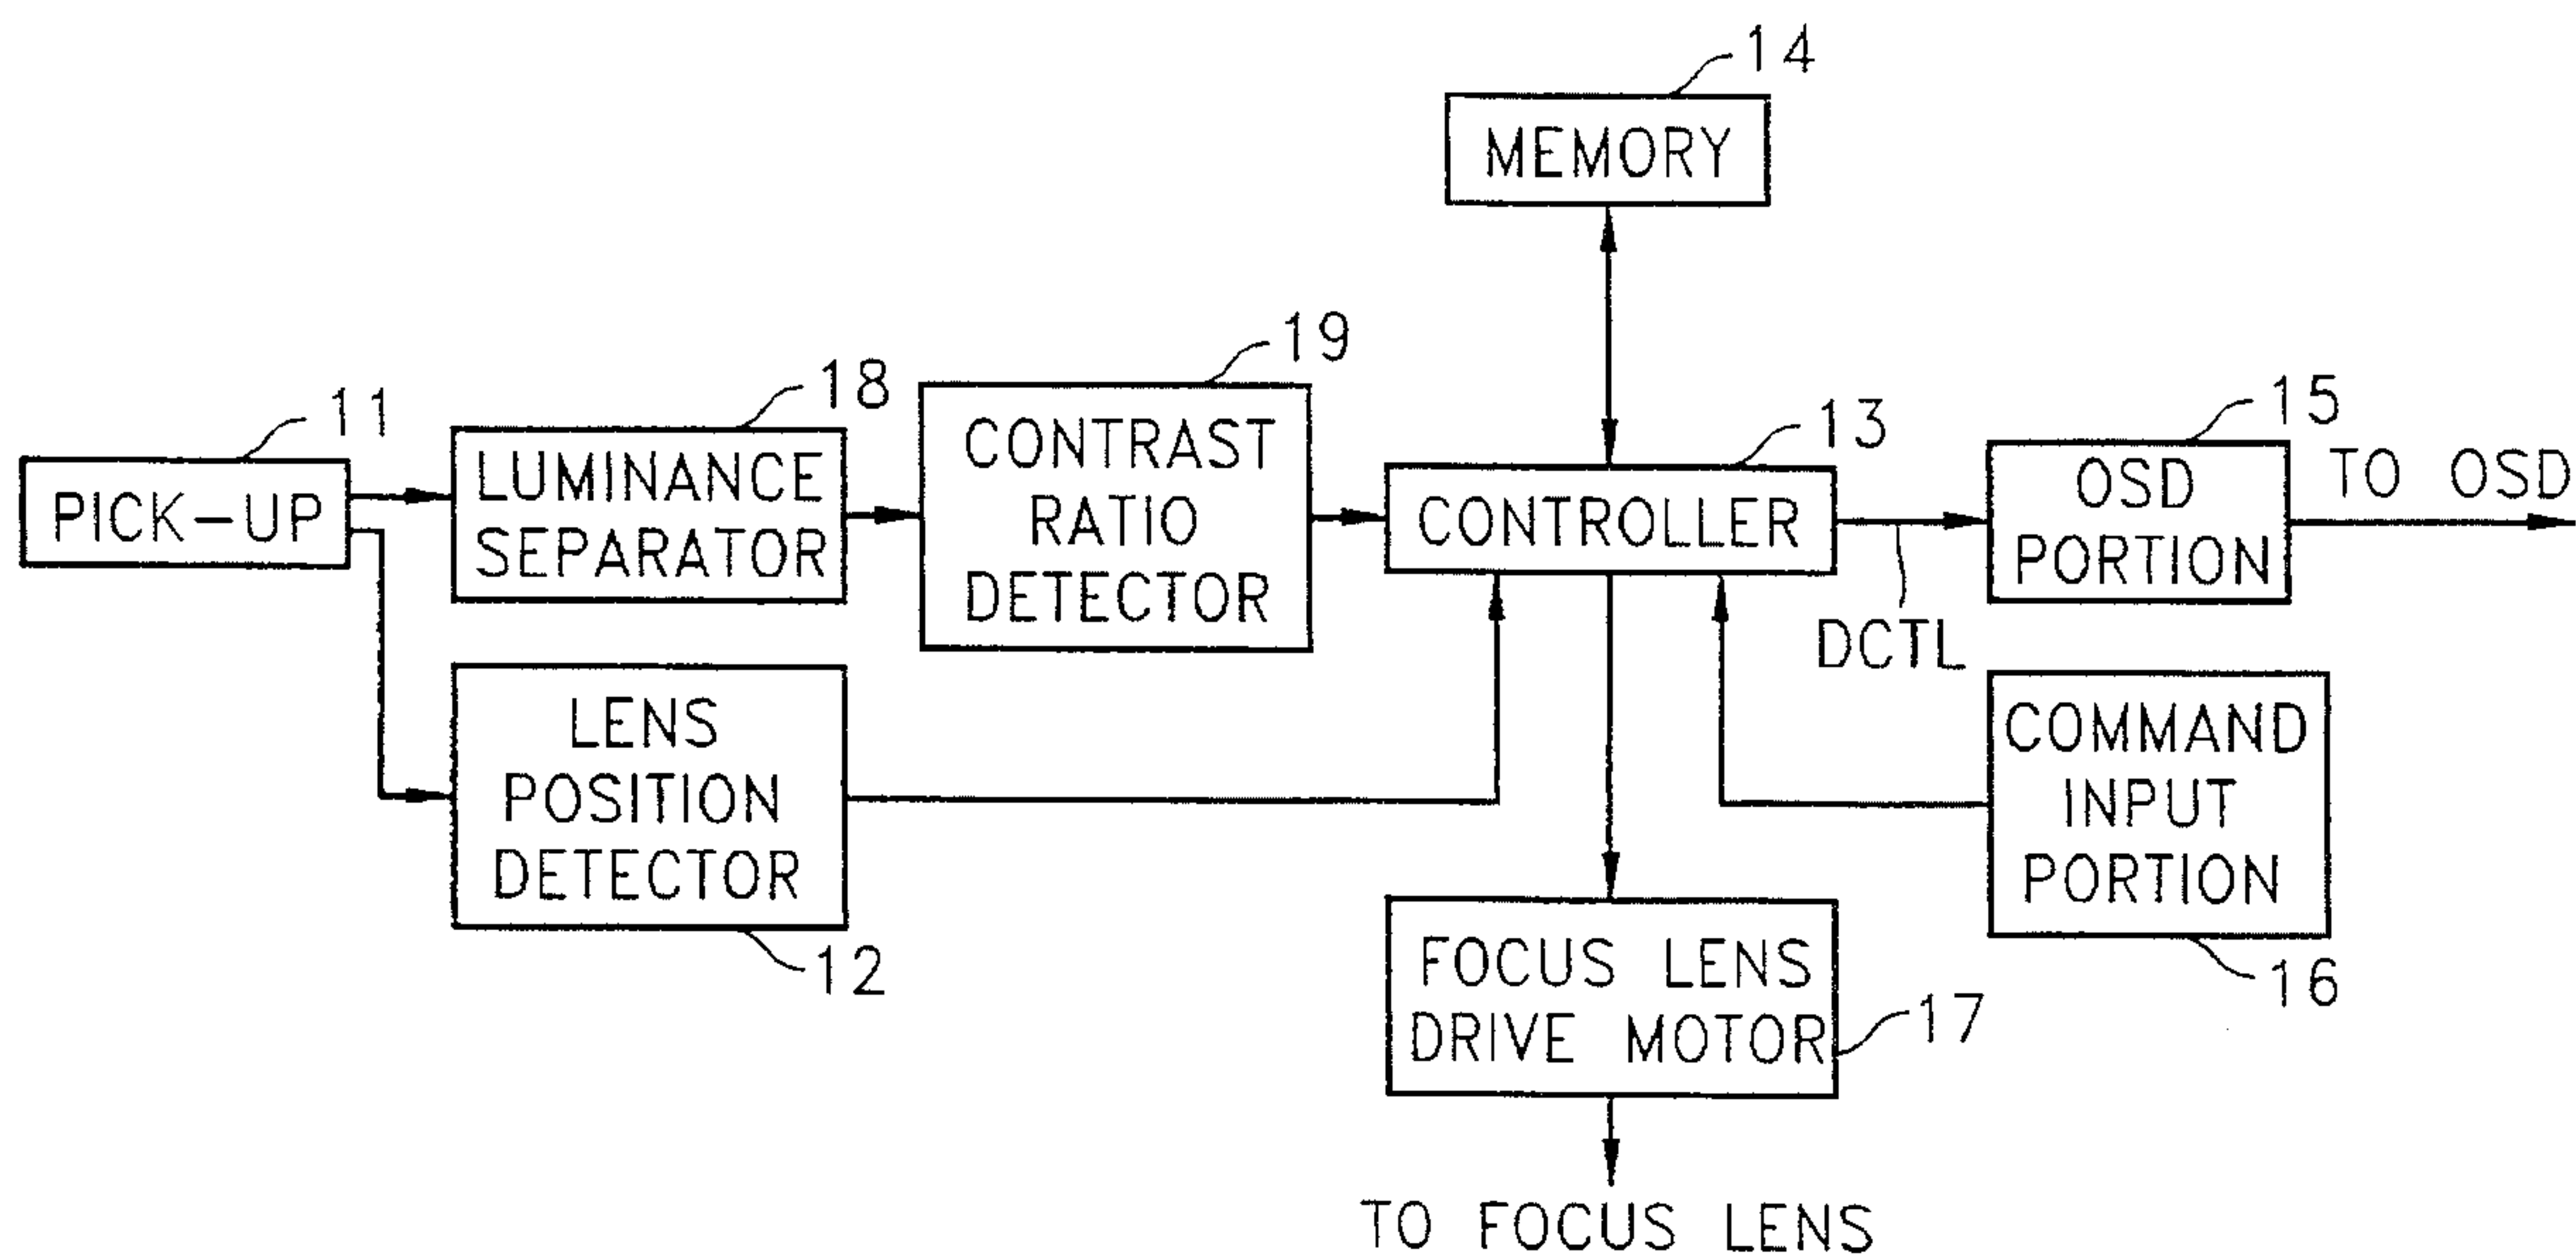 14
MEMORY
19
18
11
13
15
PICK-UP
LUMINANCE
SEPARATOR
CONTRAST
RATIO
DETECTOR
CONTROLLER
OSD
PORTION
TO OSD
DCTL
LENS
POSITION
DETECTOR
12
COMMAND
INPUT
PORTION
16
FOCUS LENS
DRIVE MOTOR
17
TO FOCUS LENS